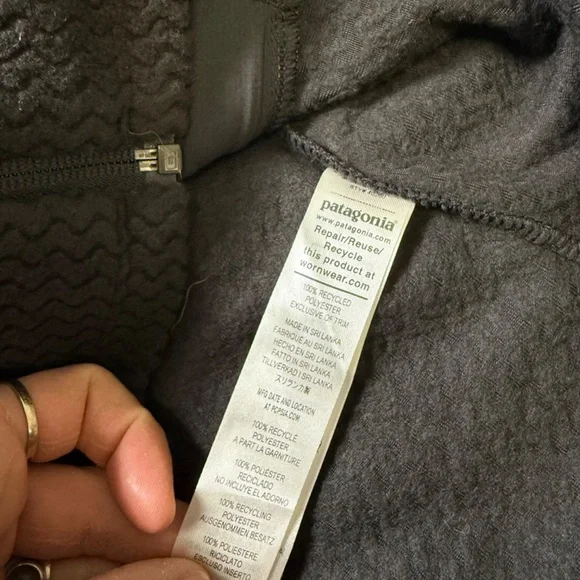 patagonia®
www.patagonia.com
Repair/Reuse/
Recycle
this product at
wornwear.com
100% RECYCLED
POLYESTER
EXCLUSIVE OF TRIM
MADE IN SRI LANKA
FABRIQUÉ AU SRI LANKA
HECHO EN SRI LANKA
FATTO IN SRI LANKA
TILLVERKAD I SRI LANKA
スリランカ製
MFG DATE AND LOCATION
AT PCPSIA.COM
100% RECYCLE
POLYESTER
A PART LA GARNITURE
100% POLIÉSTER
RECICLADO
NO INCLUYE EL ADORNO
100% RECYCLING
POLYESTER
AUSGENOMMEN BESATZ
100% POLIESTERE
RICICLATO
ESCLUSO INSERTO